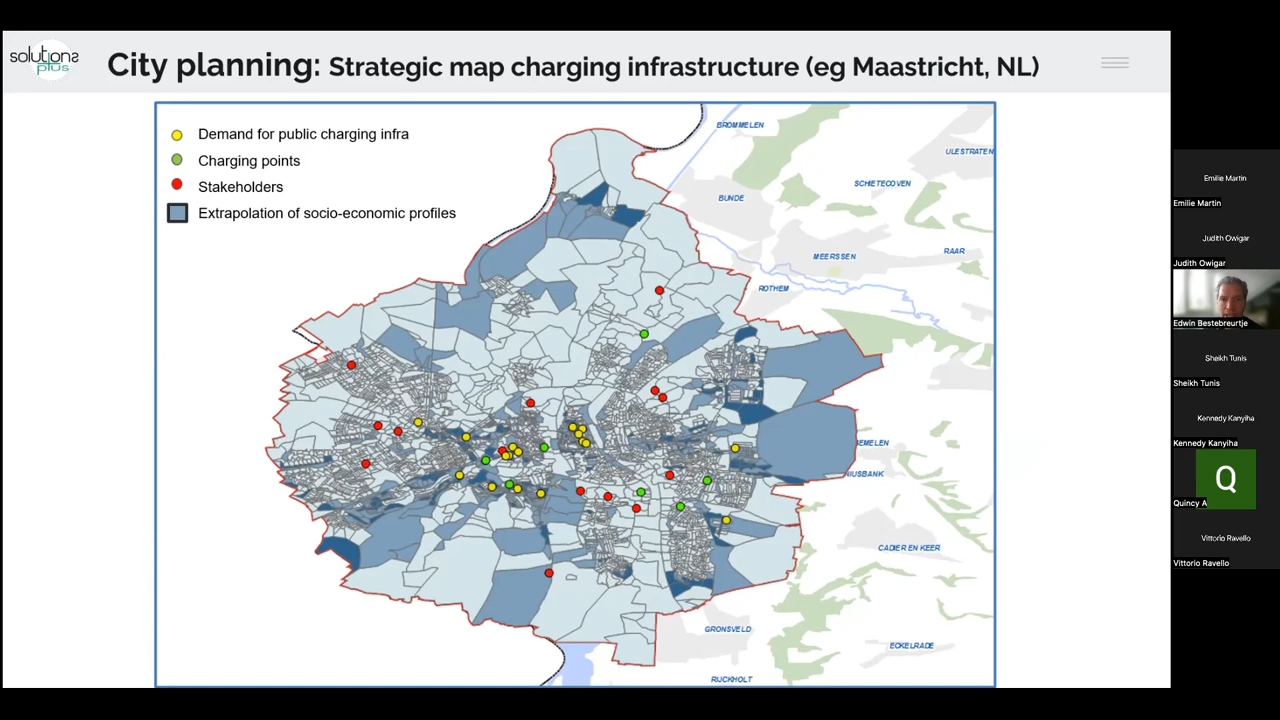 solutions
plus
City planning: Strategic map charging infrastructure (eg Maastricht, NL)
Demand for public charging infra
Charging points
Stakeholders
Extrapolation of socio-economic profiles
BROMMELEN
ULESTRATEN
SCHIETECOVEN
BUNDE
RAAR
MEERSSEN
ROTHEM
BEMELEN
NIUSBANK
CADIER EN KEER
GRONSVELD
ECKELRADE
RIJCKHOLT
Emilie Martin
Emilie Martin
Judith Owigar
Judith Owigar
Edwin Bestebreurtje
Sheikh Tunis
Sheikh Tunis
Kennedy Kanyiha
Kennedy Kanyiha
Q
Quincy A
Vittorio Ravello
Vittorio Ravello